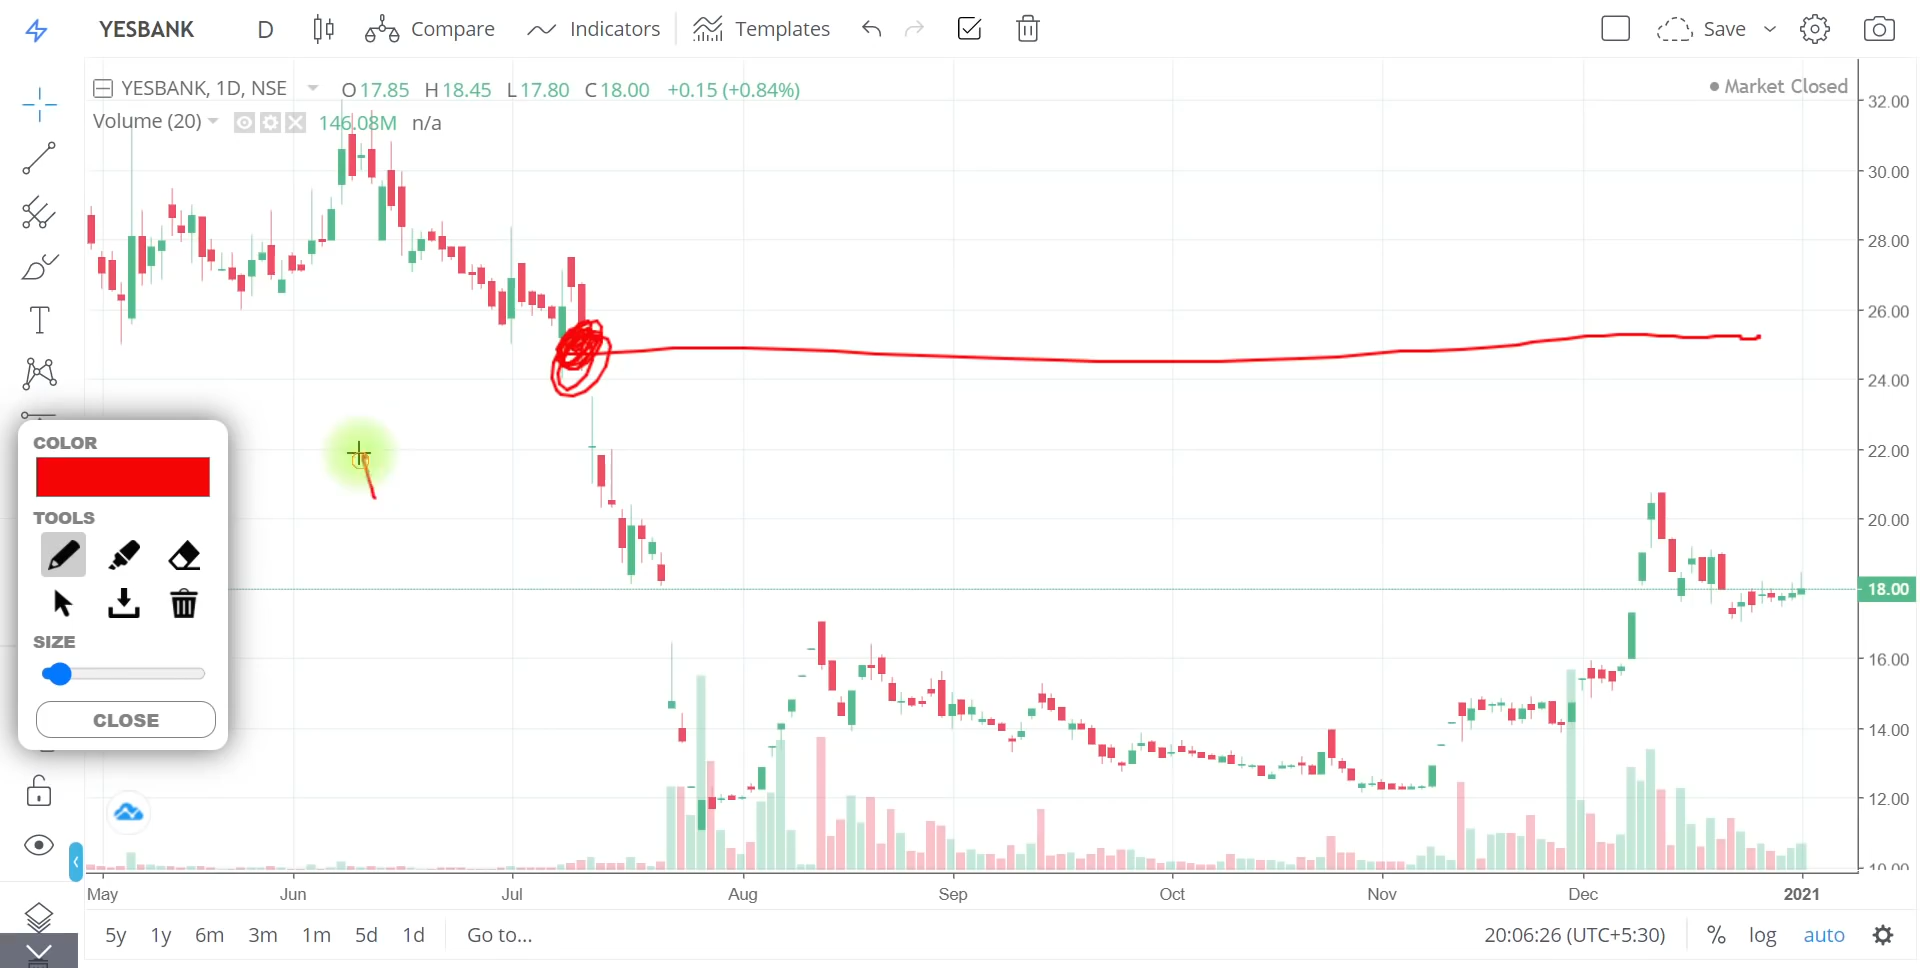 YESBANK D Compare Indicators Templates Save
YESBANK, 1D, NSE O17.85 H18.45 L17.80 C18.00 +0.15 (+0.84%)
Market Closed
Volume (20) 146.08M n/a
32.00
30.00
28.00
26.00
24.00
22.00
20.00
18.00
16.00
14.00
12.00
10.00
T
COLOR
TOOLS
SIZE
CLOSE
May Jun Jul Aug Sep Oct Nov Dec 2021
5y 1y 6m 3m 1m 5d 1d Go to... 20:06:26 (UTC+5:30) % log auto